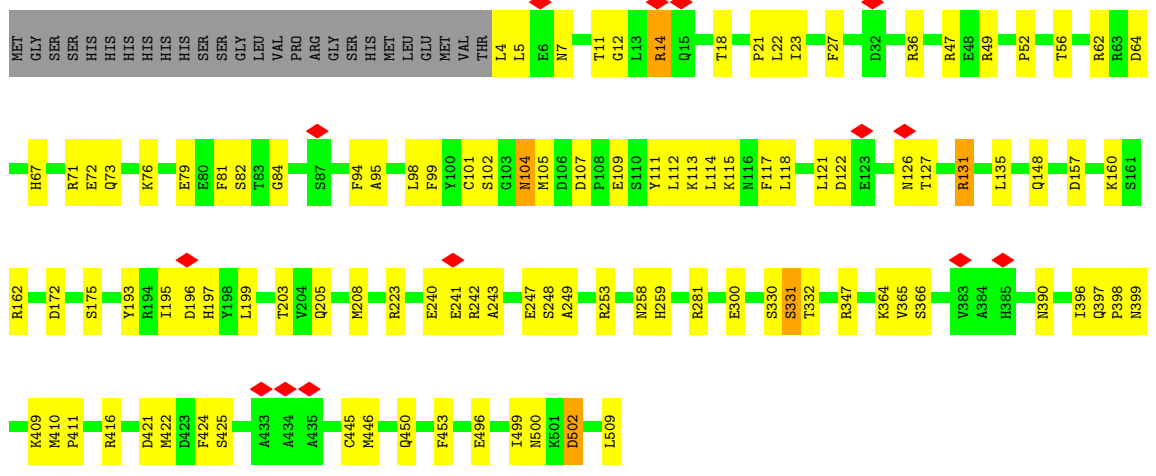 MET GLY SER SER HIS HIS HIS HIS HIS HIS SER SER GLY LEU VAL PRO ARG GLY SER HIS MET LEU GLU MET VAL THR L4 L5 E6 N7 T11 G12 L13 R14 Q15 T18 P21 L22 I23 F27 D32 R36 R47 E48 R49 P52 T56 R62 R63 D64
H67 R71 E72 Q73 K76 E79 E80 F81 S82 T83 G84 S87 F94 A95 L98 F99 Y100 C101 S102 G103 N104 M105 D106 D107 P108 E109 S110 Y111 L112 K113 L114 K115 N116 F117 L118 L121 D122 E123 N126 T127 R131 L135 Q148 D157 K160 S161
R162 D172 S175 Y193 R194 I195 D196 H197 Y198 L199 T203 V204 Q205 M208 R223 E240 E241 R242 A243 E247 S248 A249 R253 N258 H259 R281 E300 S330 S331 T332 R347 K364 V365 S366 V383 A384 H385 N390 I396 Q397 P398 N399
K409 M410 P411 R416 D421 M422 D423 F424 S425 A433 A434 A435 C445 M446 Q450 F453 E496 I499 N500 K501 D502 L509